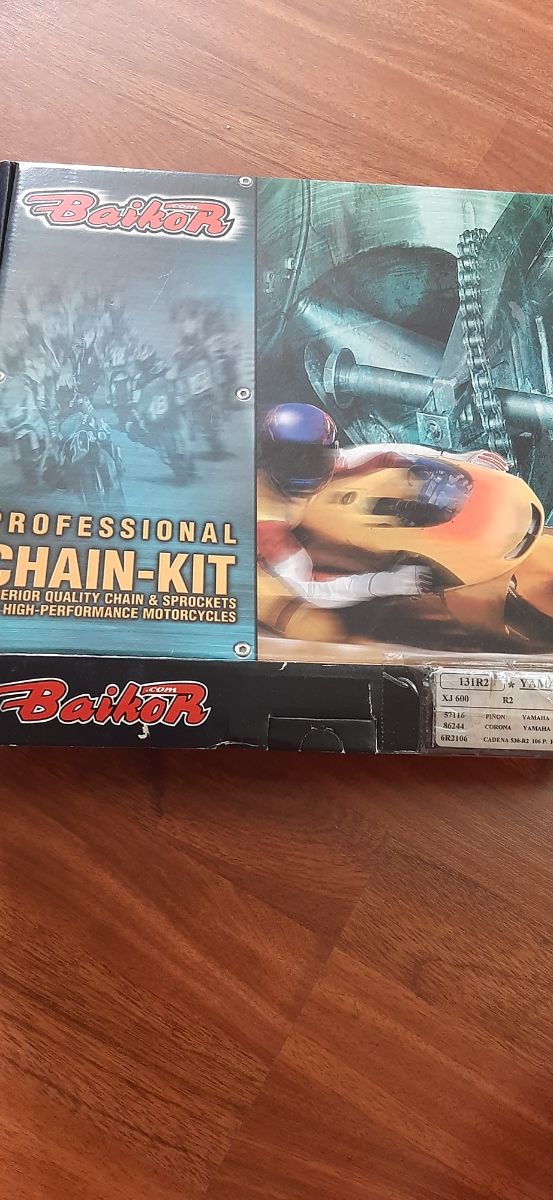 BaikoR
.com
PROFESSIONAL
CHAIN-KIT
ERIOR QUALITY CHAIN & SPROCKETS
HIGH-PERFORMANCE MOTORCYCLES
BaikoR
.com
131R2 * YAMA
XJ 600 R2
57116 PIÑON YAMAHA
86244 CORONA YAMAHA
6R2106 CADENA 530-R2 106 P.